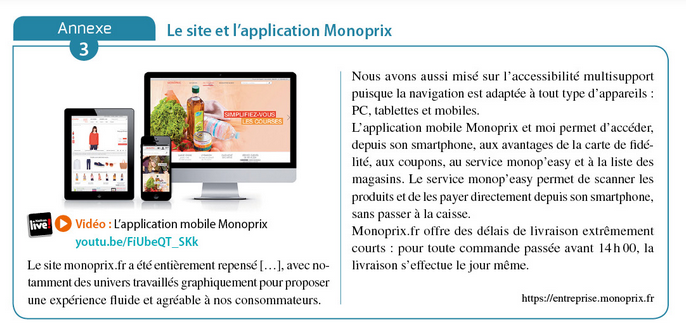 Annexe
3
Le site et l'application Monoprix
SIMPLIFIEZ-VOUS
LES COURSES
live!
Vidéo : L'application mobile Monoprix
youtu.be/FiUbeQT_SKk
Le site monoprix.fr a été entièrement repensé […], avec no-
tamment des univers travaillés graphiquement pour proposer
une expérience fluide et agréable à nos consommateurs.
Nous avons aussi misé sur l'accessibilité multisupport
puisque la navigation est adaptée à tout type d'appareils :
PC, tablettes et mobiles.
L'application mobile Monoprix et moi permet d'accéder,
depuis son smartphone, aux avantages de la carte de fidé-
lité, aux coupons, au service monop'easy et à la liste des
magasins. Le service monop'easy permet de scanner les
produits et de les payer directement depuis son smartphone,
sans passer à la caisse.
Monoprix.fr offre des délais de livraison extrêmement
courts : pour toute commande passée avant 14 h 00, la
livraison s'effectue le jour même.
https://entreprise.monoprix.fr